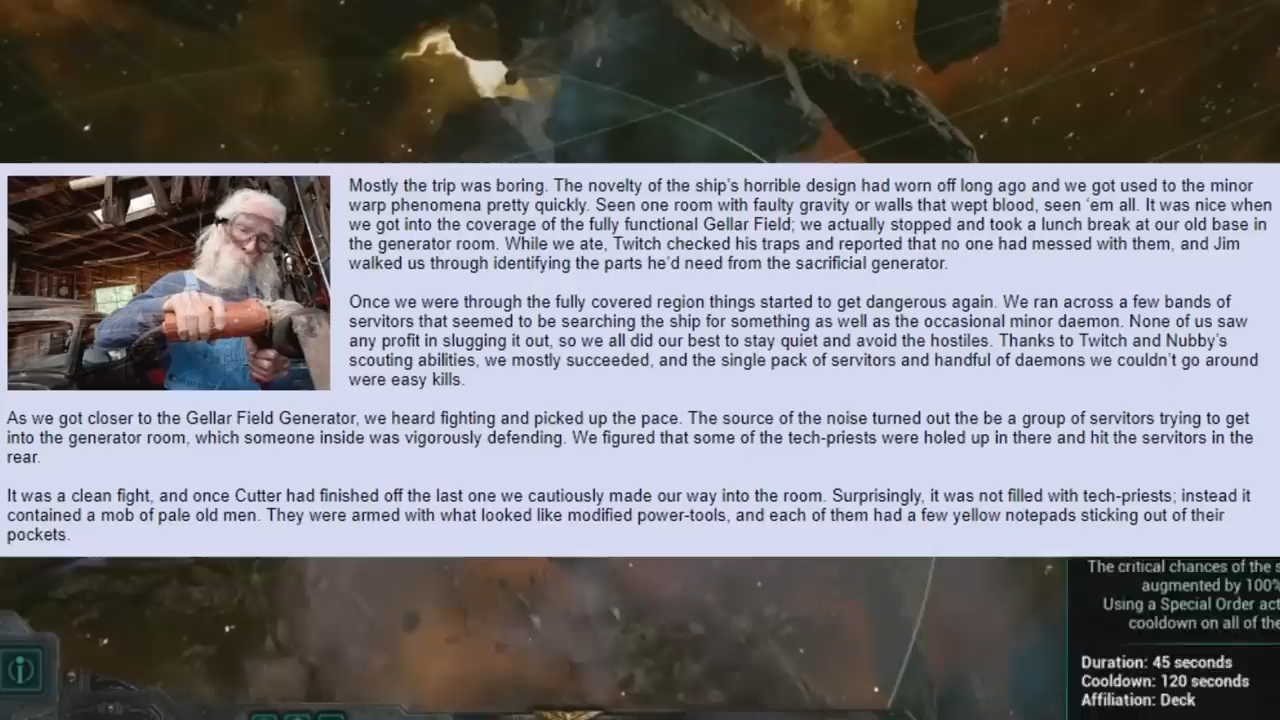 Mostly the trip was boring. The novelty of the ship's horrible design had worn off long ago and we got used to the minor
warp phenomena pretty quickly. Seen one room with faulty gravity or walls that wept blood, seen 'em all. It was nice when
we got into the coverage of the fully functional Gellar Field; we actually stopped and took a lunch break at our old base in
the generator room. While we ate, Twitch checked his traps and reported that no one had messed with them, and Jim
walked us through identifying the parts he'd need from the sacrificial generator.
Once we were through the fully covered region things started to get dangerous again. We ran across a few bands of
servitors that seemed to be searching the ship for something as well as the occasional minor daemon. None of us saw
any profit in slugging it out, so we all did our best to stay quiet and avoid the hostiles. Thanks to Twitch and Nubby's
scouting abilities, we mostly succeeded, and the single pack of servitors and handful of daemons we couldn't go around
were easy kills.
As we got closer to the Gellar Field Generator, we heard fighting and picked up the pace. The source of the noise turned out the be a group of servitors trying to get
into the generator room, which someone inside was vigorously defending. We figured that some of the tech-priests were holed up in there and hit the servitors in the
rear.
It was a clean fight, and once Cutter had finished off the last one we cautiously made our way into the room. Surprisingly, it was not filled with tech-priests; instead it
contained a mob of pale old men. They were armed with what looked like modified power-tools, and each of them had a few yellow notepads sticking out of their
pockets.
The critical chances of the s
augmented by 100%
Using a Special Order act
cooldown on all of the
Duration: 45 seconds
Cooldown: 120 seconds
Affiliation: Deck